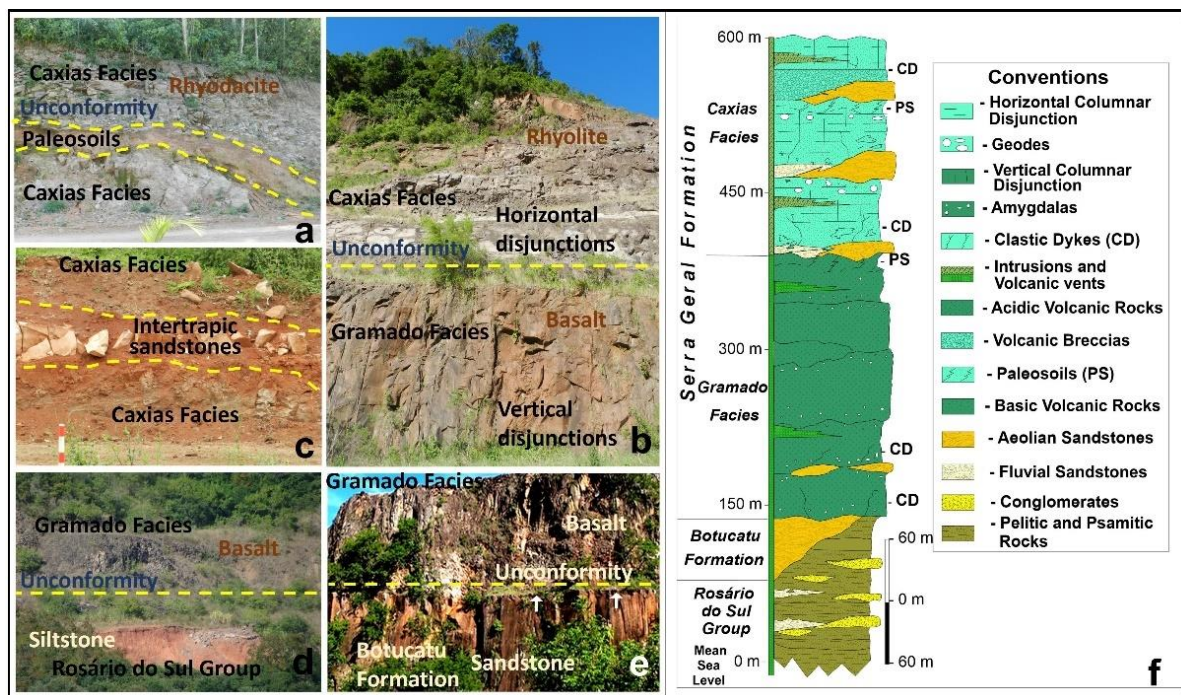 Caxias Facies
Rhyodacite
Unconformity
Paleosoils
Caxias Facies
a
Rhyolite
Caxias Facies
Horizontal
disjunctions
Unconformity
Gramado Facies
Basalt
Vertical
disjunctions
b
Caxias Facies
Intertrapic
sandstones
Caxias Facies
c
Gramado Facies
Basalt
Unconformity
Siltstone
Rosário do Sul Group
d
Gramado Facies
Basalt
Unconformity
Botucatu
Formation
Sandstone
e
600 m
CD
PS
Caxias
Facies
450 m
CD
PS
Serra Geral Formation
300 m
Gramado
Facies
CD
150 m
CD
Botucatu
Formation
60 m
Rosário
do Sul
Group
0 m
Mean
Sea
Level
0 m
60 m
Conventions
- Horizontal Columnar
Disjunction
- Geodes
- Vertical Columnar
Disjunction
- Amygdalas
- Clastic Dykes (CD)
- Intrusions and
Volcanic vents
- Acidic Volcanic Rocks
- Volcanic Breccias
- Paleosoils (PS)
- Basic Volcanic Rocks
- Aeolian Sandstones
- Fluvial Sandstones
- Conglomerates
- Pelitic and Psamitic
Rocks
f